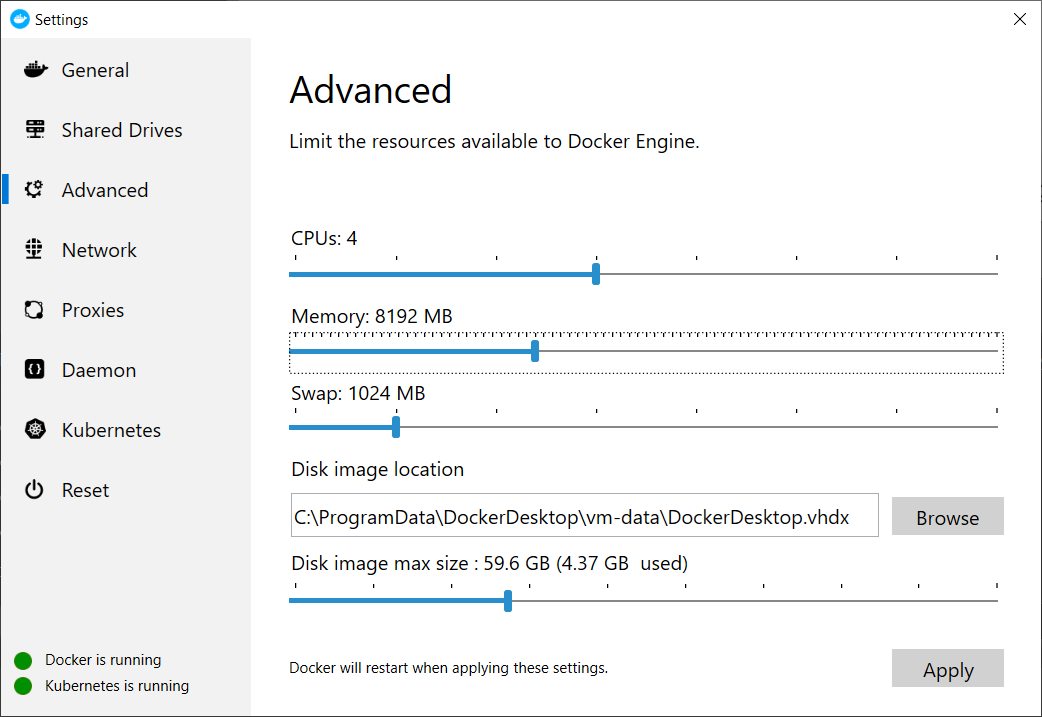 Settings
General
Shared Drives
Advanced
Network
Proxies
Daemon
Kubernetes
Reset
Docker is running
Kubernetes is running
Advanced
Limit the resources available to Docker Engine.
CPUs: 4
Memory: 8192 MB
Swap: 1024 MB
Disk image location
C:\ProgramData\DockerDesktop\vm-data\DockerDesktop.vhdx
Browse
Disk image max size : 59.6 GB (4.37 GB  used)
Docker will restart when applying these settings.
Apply